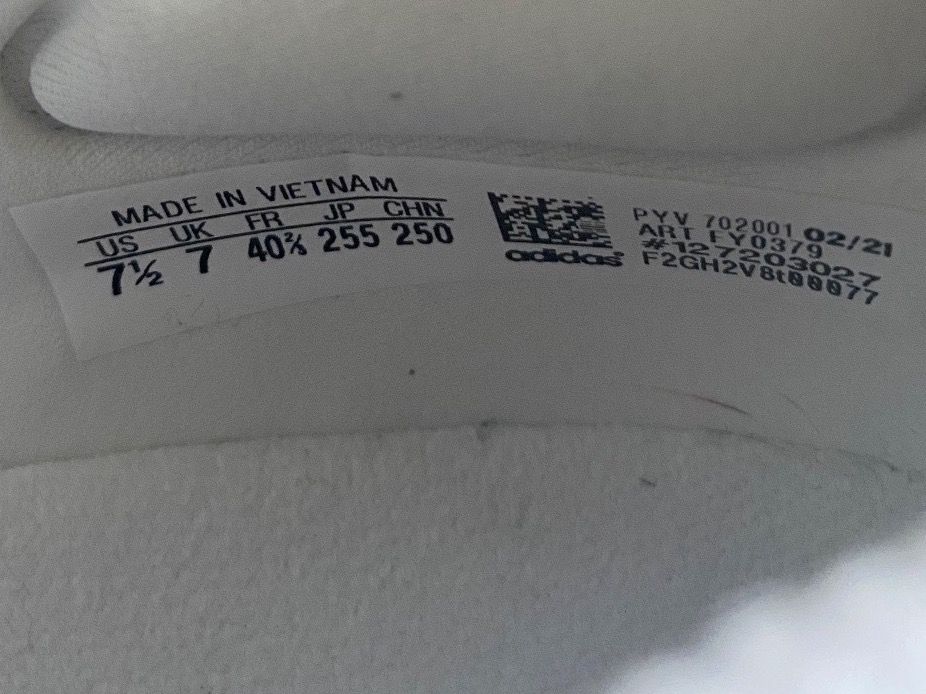 MADE IN VIETNAM
US UK FR JP CHN
7½ 7 40⅔ 255 250
adidas
PYV 702001 02/21
ART FY0379
#127203027
F2GH2V8t00077